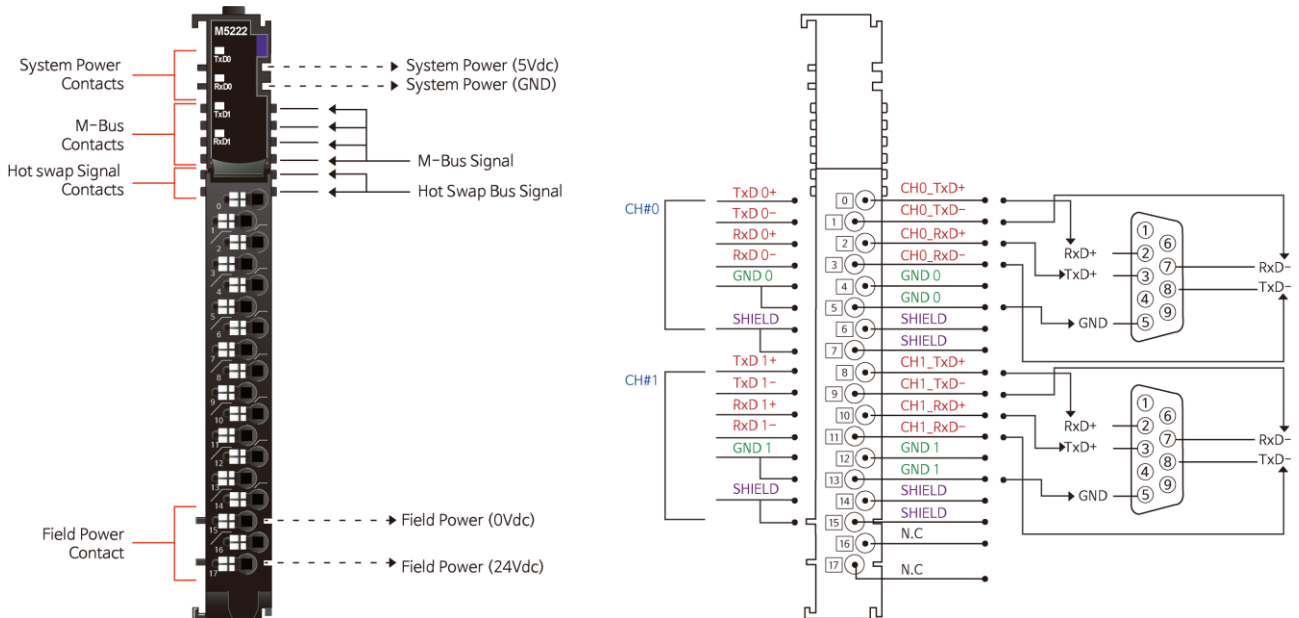 M5222
TxD0
RxD0
TxD1
RxD1
System Power
Contacts
M-Bus
Contacts
Hot swap Signal
Contacts
System Power (5Vdc)
System Power (GND)
M-Bus Signal
Hot Swap Bus Signal
0
1
2
3
4
5
6
7
8
9
10
11
12
13
14
15
16
17
Field Power
Contact
Field Power (0Vdc)
Field Power (24Vdc)
CH#0
TxD 0+
TxD 0-
RxD 0+
RxD 0-
GND 0
SHIELD
CH#1
TxD 1+
TxD 1-
RxD 1+
RxD 1-
GND 1
SHIELD
0 CH0_TxD+
1 CH0_TxD-
2 CH0_RxD+
3 CH0_RxD-
4 GND 0
5 GND 0
6 SHIELD
7 SHIELD
8 CH1_TxD+
9 CH1_TxD-
10 CH1_RxD+
11 CH1_RxD-
12 GND 1
13 GND 1
14 SHIELD
15 SHIELD
16 N.C
17 N.C
RxD+
TxD+
GND
1
2
3
4
5
6
7
8
9
RxD-
TxD-
RxD+
TxD+
GND
1
2
3
4
5
6
7
8
9
RxD-
TxD-